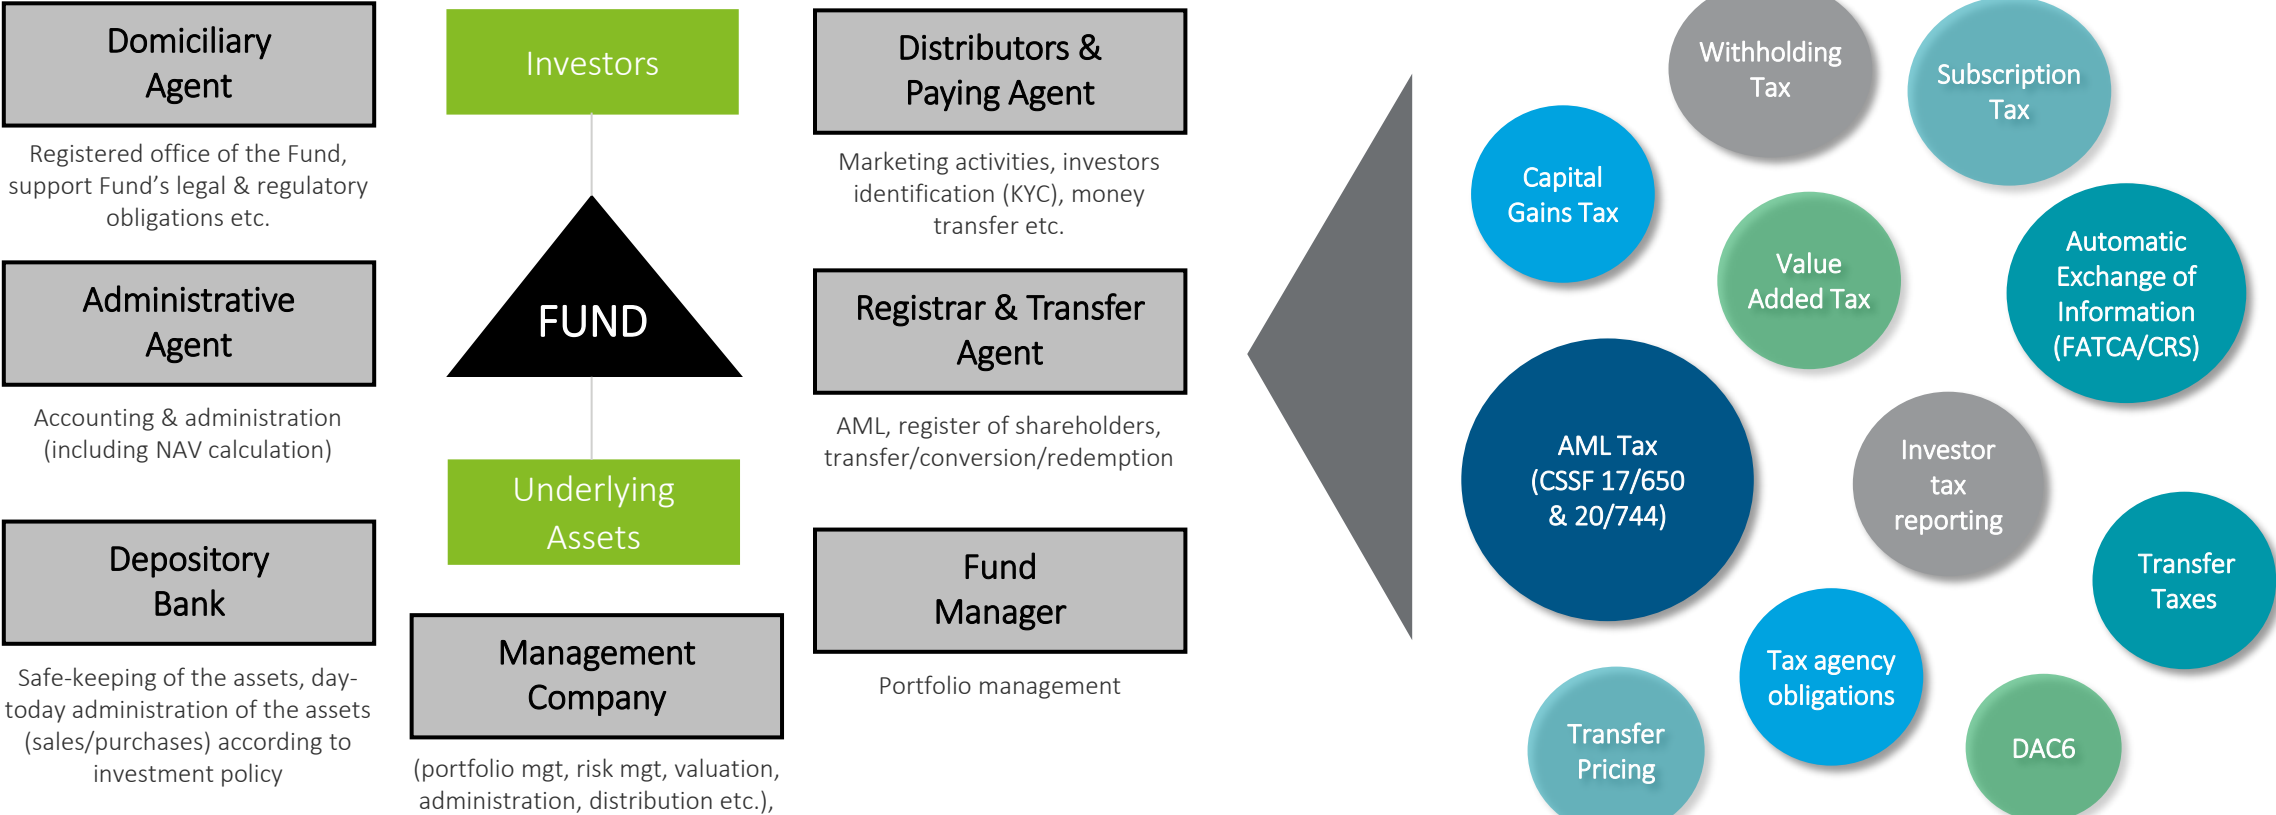 Domiciliary
Agent
Registered office of the Fund,
support Fund’s legal & regulatory
obligations etc.
Administrative
Agent
Accounting & administration
(including NAV calculation)
Depository
Bank
Safe-keeping of the assets, day-
today administration of the assets
(sales/purchases) according to
investment policy
Investors
FUND
Underlying
Assets
Management
Company
(portfolio mgt, risk mgt, valuation,
administration, distribution etc.),
Distributors &
Paying Agent
Marketing activities, investors
identification (KYC), money
transfer etc.
Registrar & Transfer
Agent
AML, register of shareholders,
transfer/conversion/redemption
Fund
Manager
Portfolio management
Withholding
Tax
Subscription
Tax
Capital
Gains Tax
Value
Added Tax
Automatic
Exchange of
Information
(FATCA/CRS)
AML Tax
(CSSF 17/650
& 20/744)
Investor
tax
reporting
Transfer
Taxes
Tax agency
obligations
Transfer
Pricing
DAC6